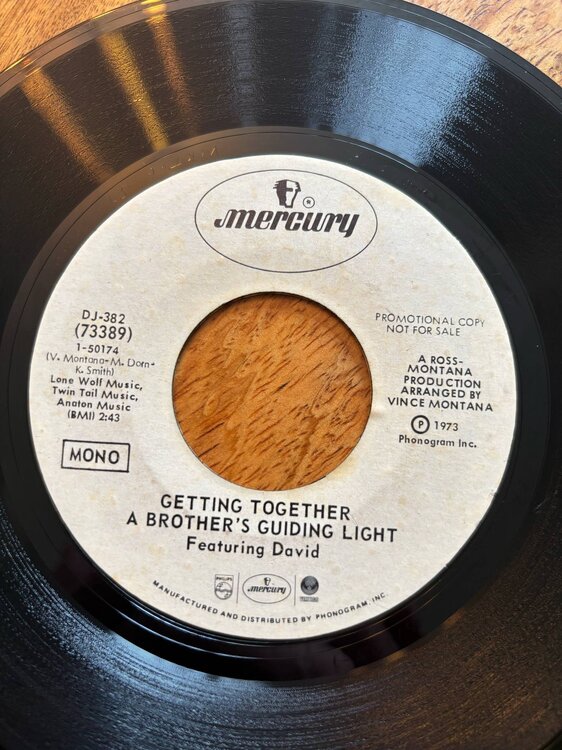 mercury
DJ-382
(73389)
1-50174
(V. Montana-M. Dorn-
K. Smith)
Lone Wolf Music,
Twin Tail Music,
Anaton Music
(BMI) 2:43
MONO
PROMOTIONAL COPY
NOT FOR SALE
A ROSS-
MONTANA
PRODUCTION
ARRANGED BY
VINCE MONTANA
Ⓟ 1973
Phonogram Inc.
GETTING TOGETHER
A BROTHER'S GUIDING LIGHT
Featuring David
PHILIPS
mercury
MANUFACTURED AND DISTRIBUTED BY PHONOGRAM, INC.